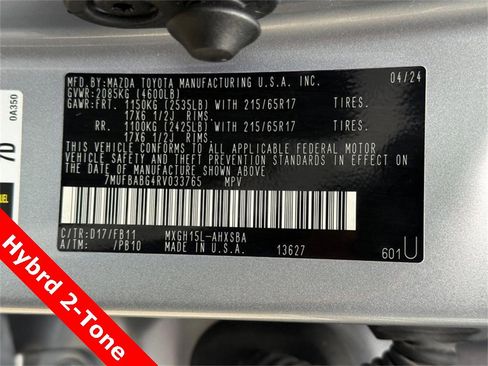 MFD.BY:MAZDA TOYOTA MANUFACTURING U.S.A. INC. 04/24
GVWR:2085KG (4600LB)
GAWR:FRT. 1150KG (2535LB) WITH 215/65R17 TIRES.
17X6 1/2J RIMS.
RR. 1100KG (2425LB) WITH 215/65R17 TIRES.
17X6 1/2J RIMS.
THIS VEHICLE CONFORMS TO ALL APPLICABLE FEDERAL MOTOR
VEHICLE SAFETY AND THEFT PREVENTION STANDARDS IN
EFFECT ON THE DATE OF MANUFACTURE SHOWN ABOVE.
7MUFBABG4RV033765 MPV
C/TR:D17/FB11 MXGH15L-AHXSBA
A/TM: /PB10 MADE IN U.S.A. 13627 601U
0A350
7D
Hybrd 2-Tone